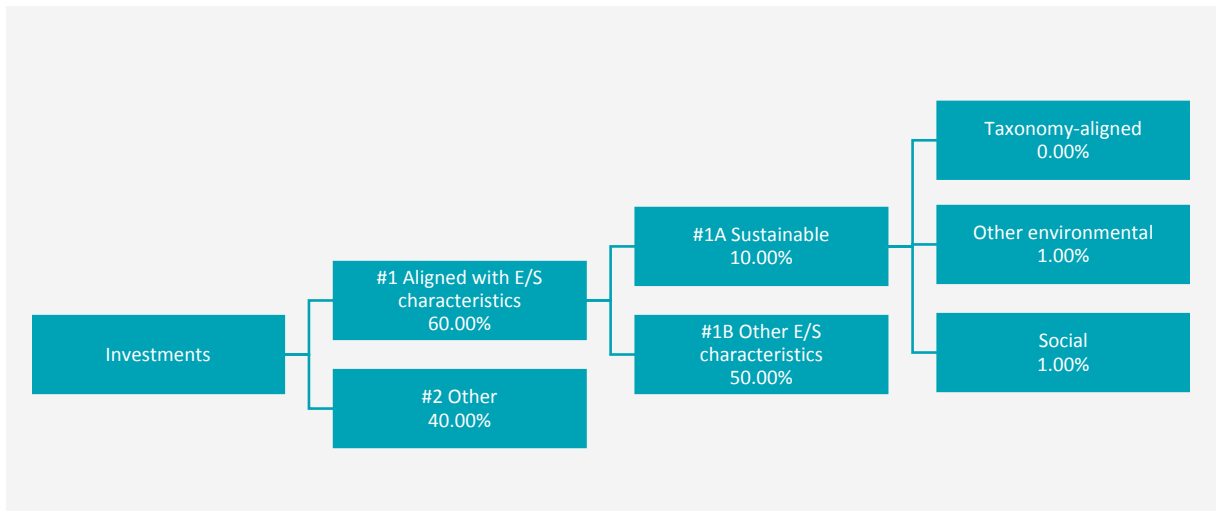 Investments
#1 Aligned with E/S
characteristics
60.00%
#2 Other
40.00%
#1A Sustainable
10.00%
#1B Other E/S
characteristics
50.00%
Taxonomy-aligned
0.00%
Other environmental
1.00%
Social
1.00%